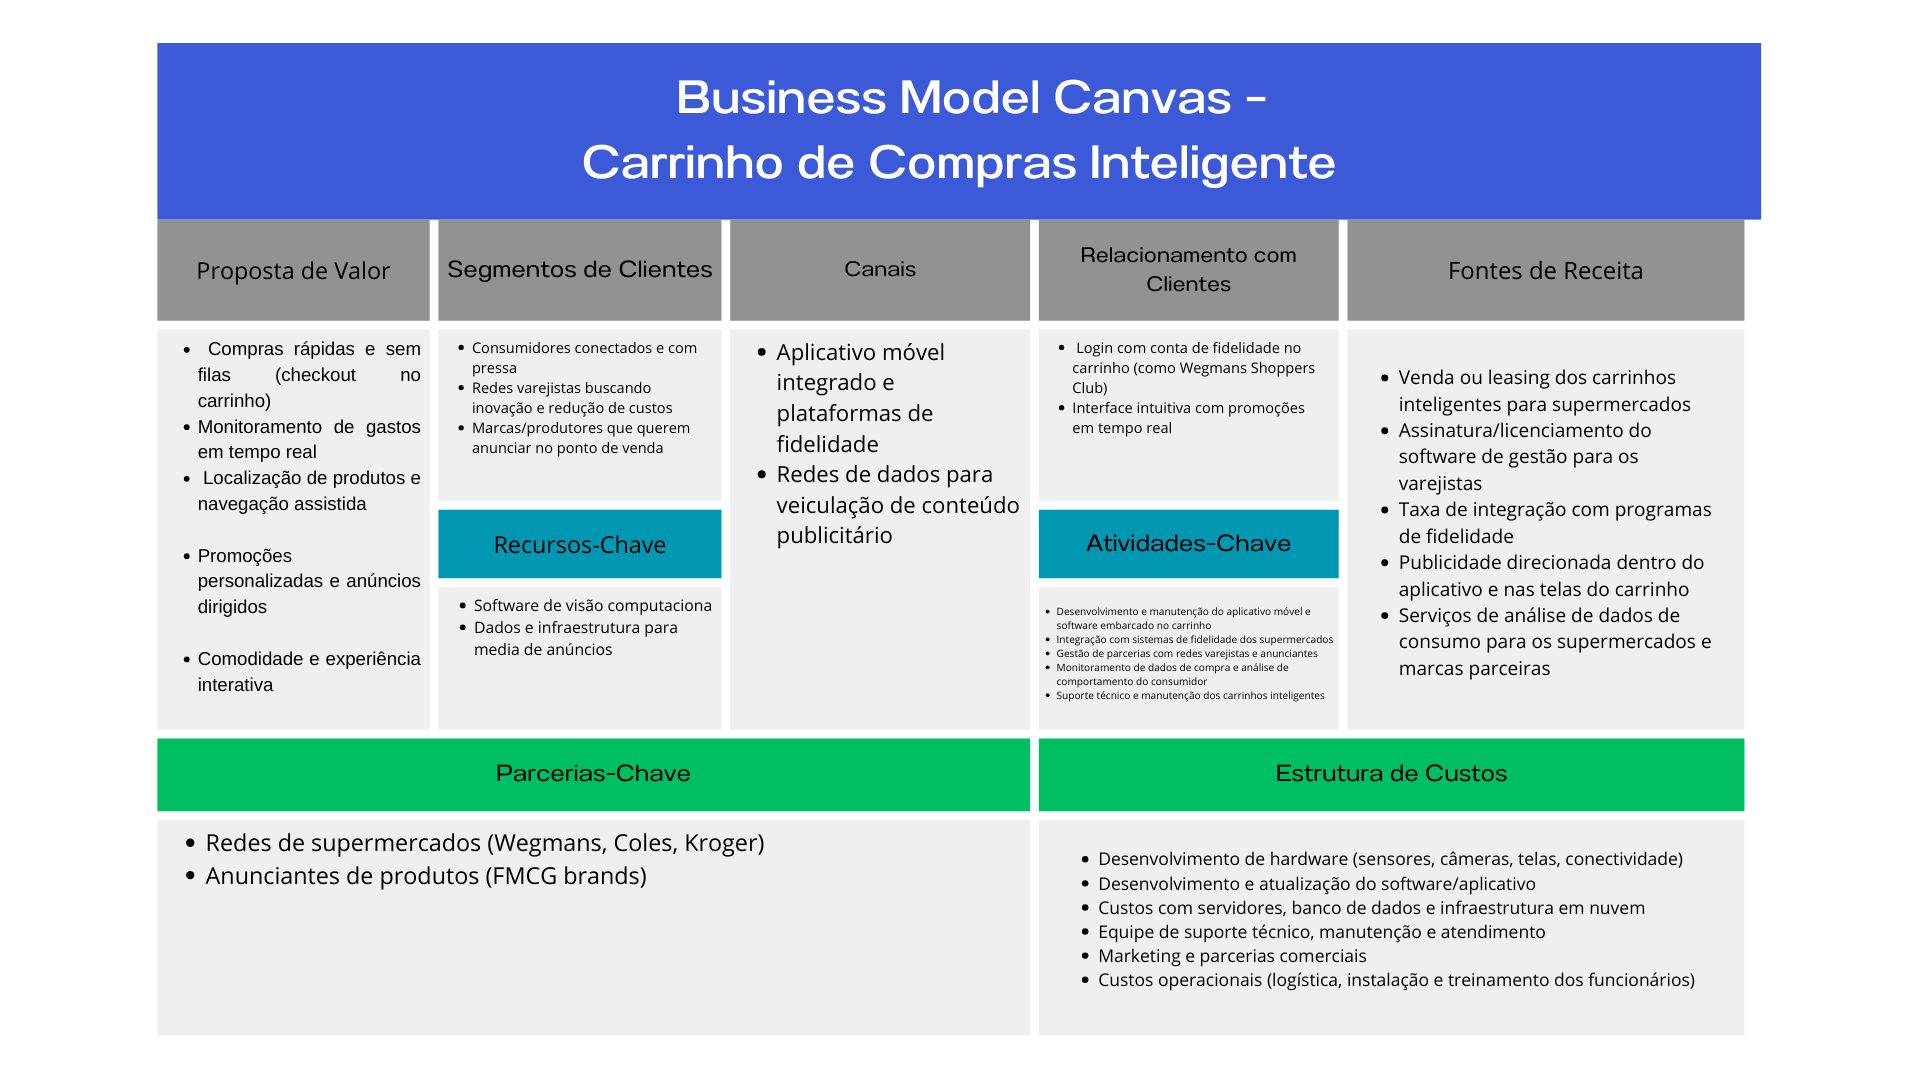 Business Model Canvas -
Carrinho de Compras Inteligente
Proposta de Valor
Segmentos de Clientes
Canais
Relacionamento com
Clientes
Fontes de Receita
• Compras rápidas e sem
filas (checkout no
carrinho)
• Monitoramento de gastos
em tempo real
• Localização de produtos e
navegação assistida
• Promoções
personalizadas e anúncios
dirigidos
• Comodidade e experiência
interativa
• Consumidores conectados e com
pressa
• Redes varejistas buscando
inovação e redução de custos
• Marcas/produtores que querem
anunciar no ponto de venda
Recursos-Chave
• Software de visão computaciona
• Dados e infraestrutura para
media de anúncios
• Aplicativo móvel
integrado e
plataformas de
fidelidade
• Redes de dados para
veiculação de conteúdo
publicitário
• Login com conta de fidelidade no
carrinho (como Wegmans Shoppers
Club)
• Interface intuitiva com promoções
em tempo real
Atividades-Chave
• Desenvolvimento e manutenção do aplicativo móvel e
software embarcado no carrinho
• Integração com sistemas de fidelidade dos supermercados
• Gestão de parcerias com redes varejistas e anunciantes
• Monitoramento de dados de compra e análise de
comportamento do consumidor
• Suporte técnico e manutenção dos carrinhos inteligentes
• Venda ou leasing dos carrinhos
inteligentes para supermercados
• Assinatura/licenciamento do
software de gestão para os
varejistas
• Taxa de integração com programas
de fidelidade
• Publicidade direcionada dentro do
aplicativo e nas telas do carrinho
• Serviços de análise de dados de
consumo para os supermercados e
marcas parceiras
Parcerias-Chave
• Redes de supermercados (Wegmans, Coles, Kroger)
• Anunciantes de produtos (FMCG brands)
Estrutura de Custos
• Desenvolvimento de hardware (sensores, câmeras, telas, conectividade)
• Desenvolvimento e atualização do software/aplicativo
• Custos com servidores, banco de dados e infraestrutura em nuvem
• Equipe de suporte técnico, manutenção e atendimento
• Marketing e parcerias comerciais
• Custos operacionais (logística, instalação e treinamento dos funcionários)